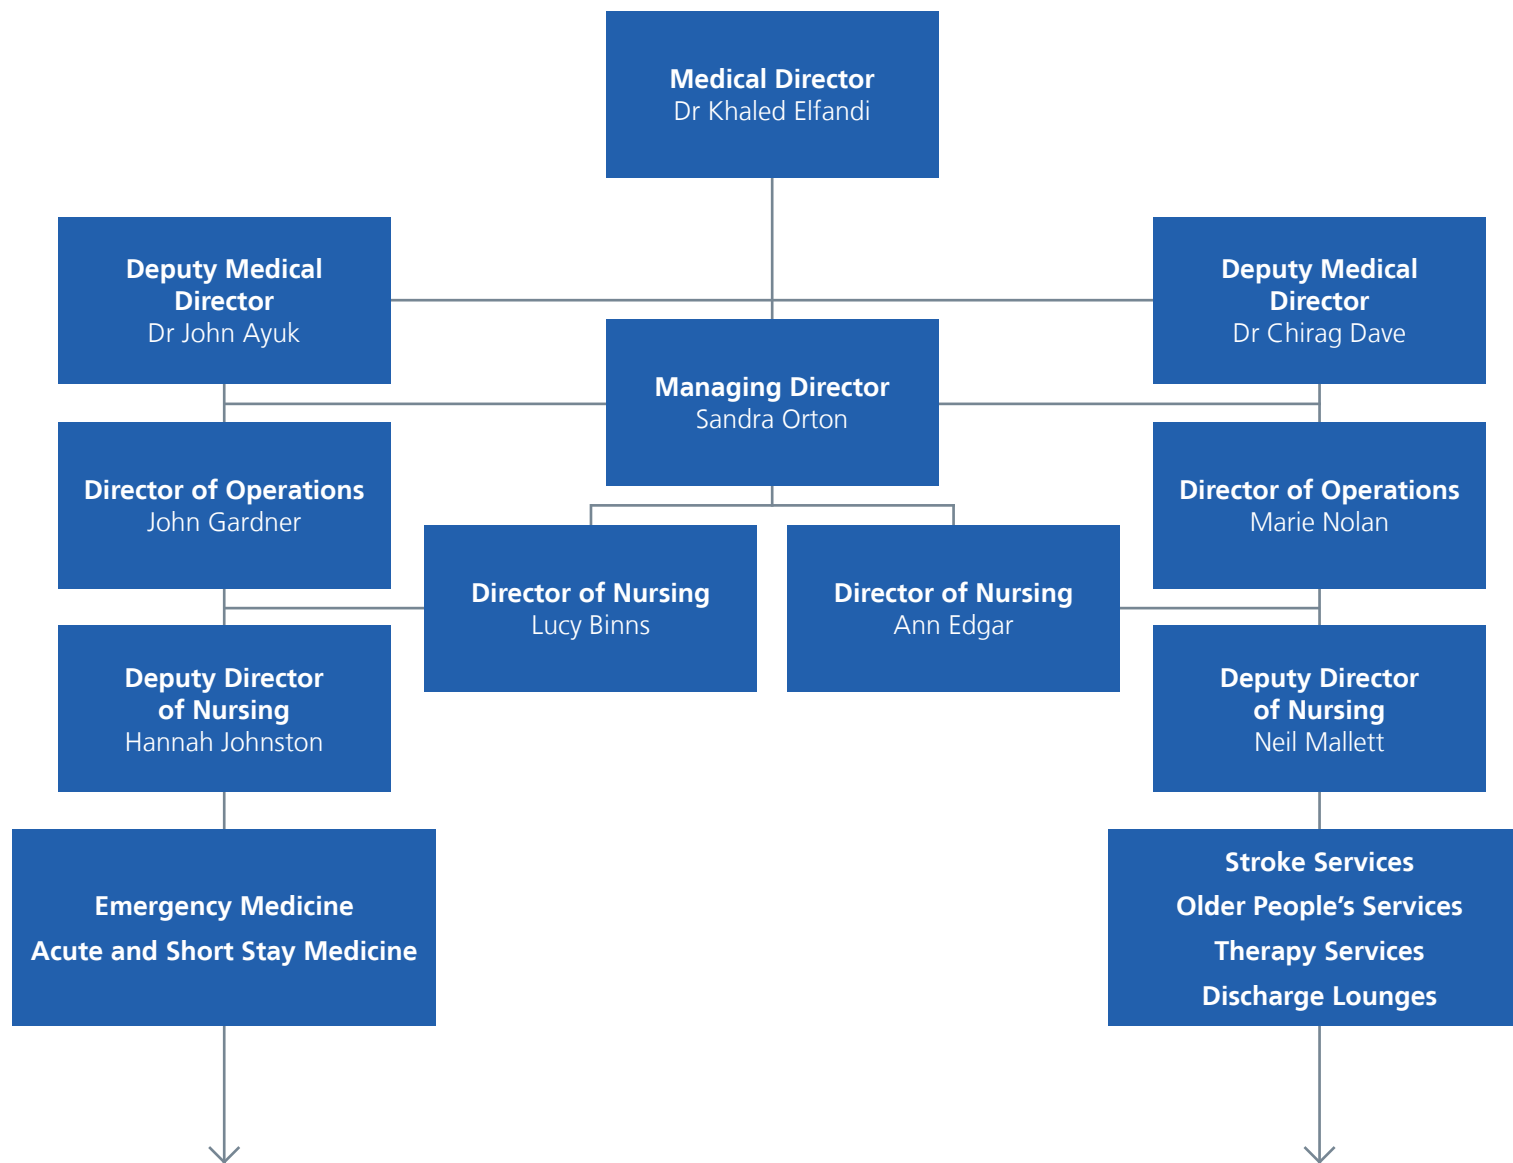 Medical Director
Dr Khaled Elfandi
Deputy Medical
Director
Dr John Ayuk
Deputy Medical
Director
Dr Chirag Dave
Managing Director
Sandra Orton
Director of Operations
John Gardner
Director of Operations
Marie Nolan
Director of Nursing
Lucy Binns
Director of Nursing
Ann Edgar
Deputy Director
of Nursing
Hannah Johnston
Deputy Director
of Nursing
Neil Mallett
Emergency Medicine
Acute and Short Stay Medicine
Stroke Services
Older People’s Services
Therapy Services
Discharge Lounges